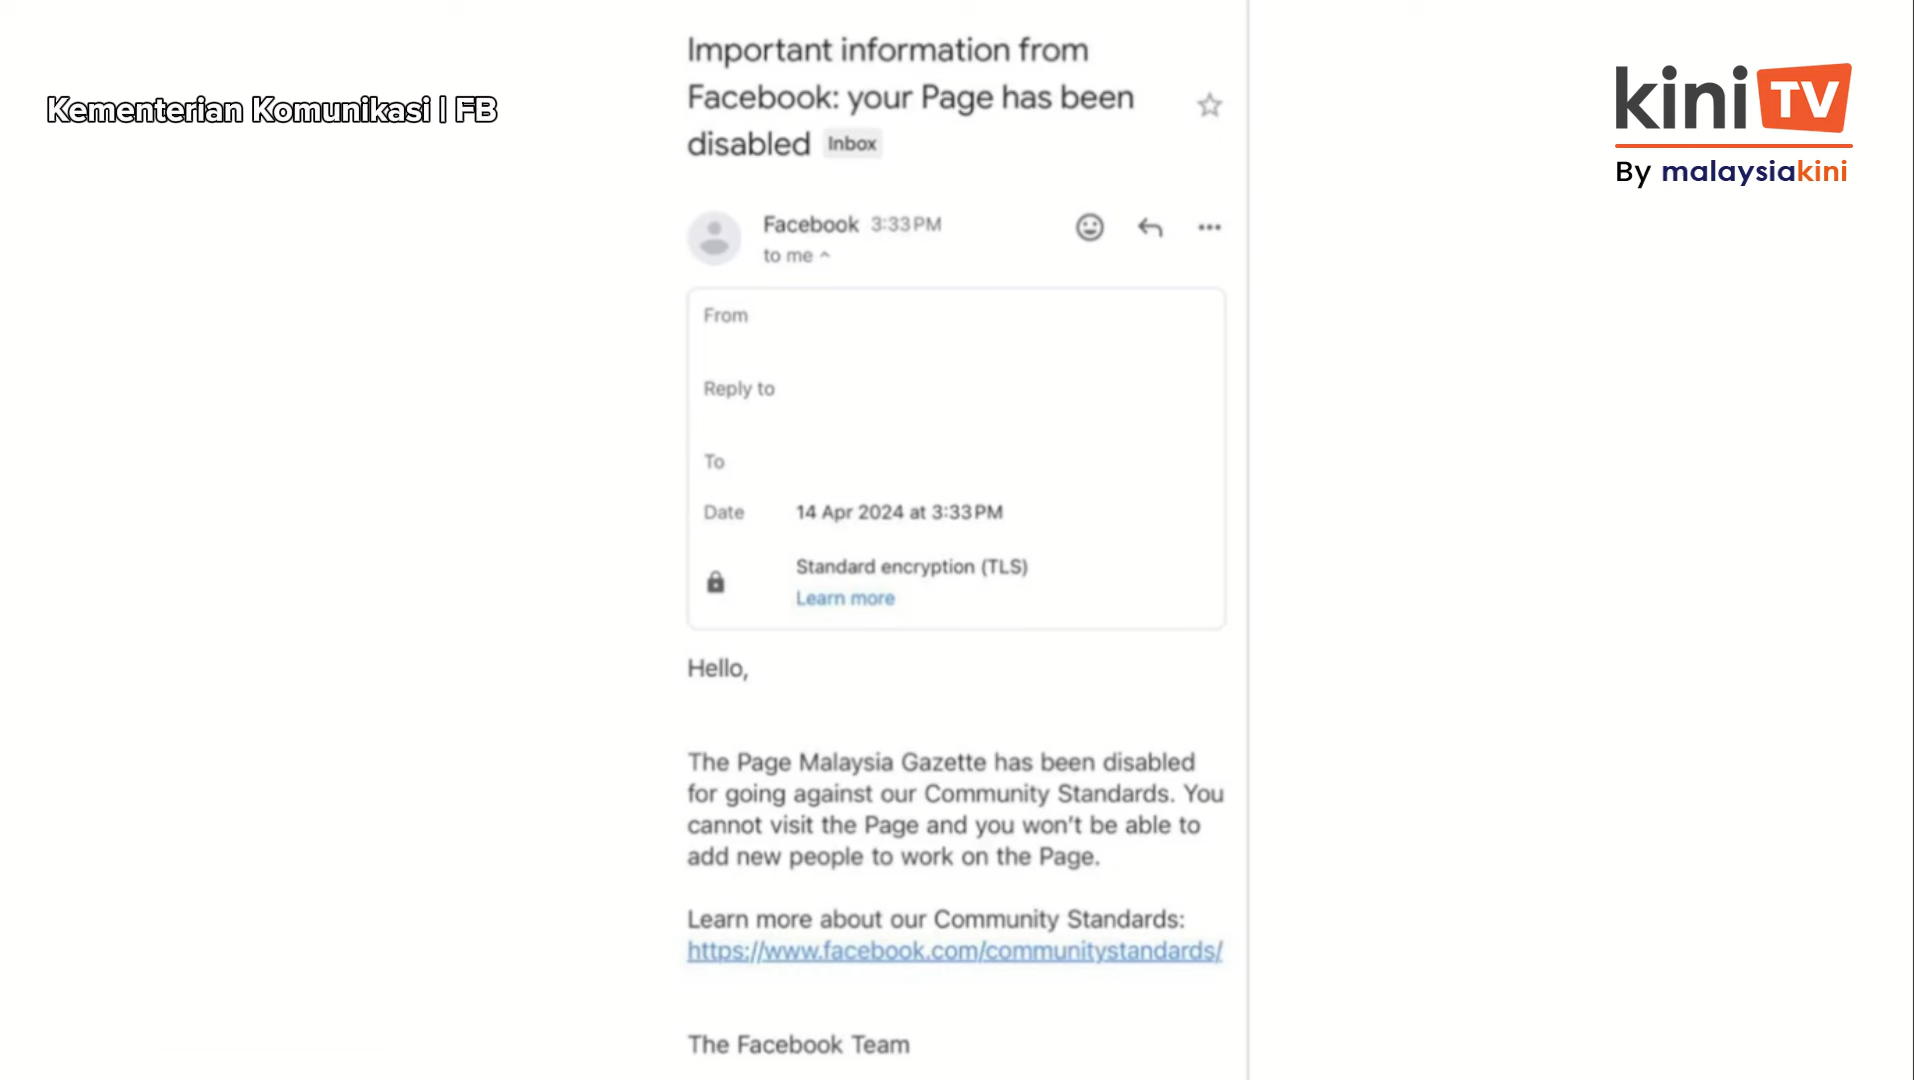 Kementerian Komunikasi | FB
kini TV
By malaysiakini
Important information from
Facebook: your Page has been
disabled Inbox
Facebook 3:33 PM
to me ^
From
Reply to
To
Date 14 Apr 2024 at 3:33 PM
Standard encryption (TLS)
Learn more
Hello,
The Page Malaysia Gazette has been disabled
for going against our Community Standards. You
cannot visit the Page and you won't be able to
add new people to work on the Page.
Learn more about our Community Standards:
https://www.facebook.com/communitystandards/
The Facebook Team